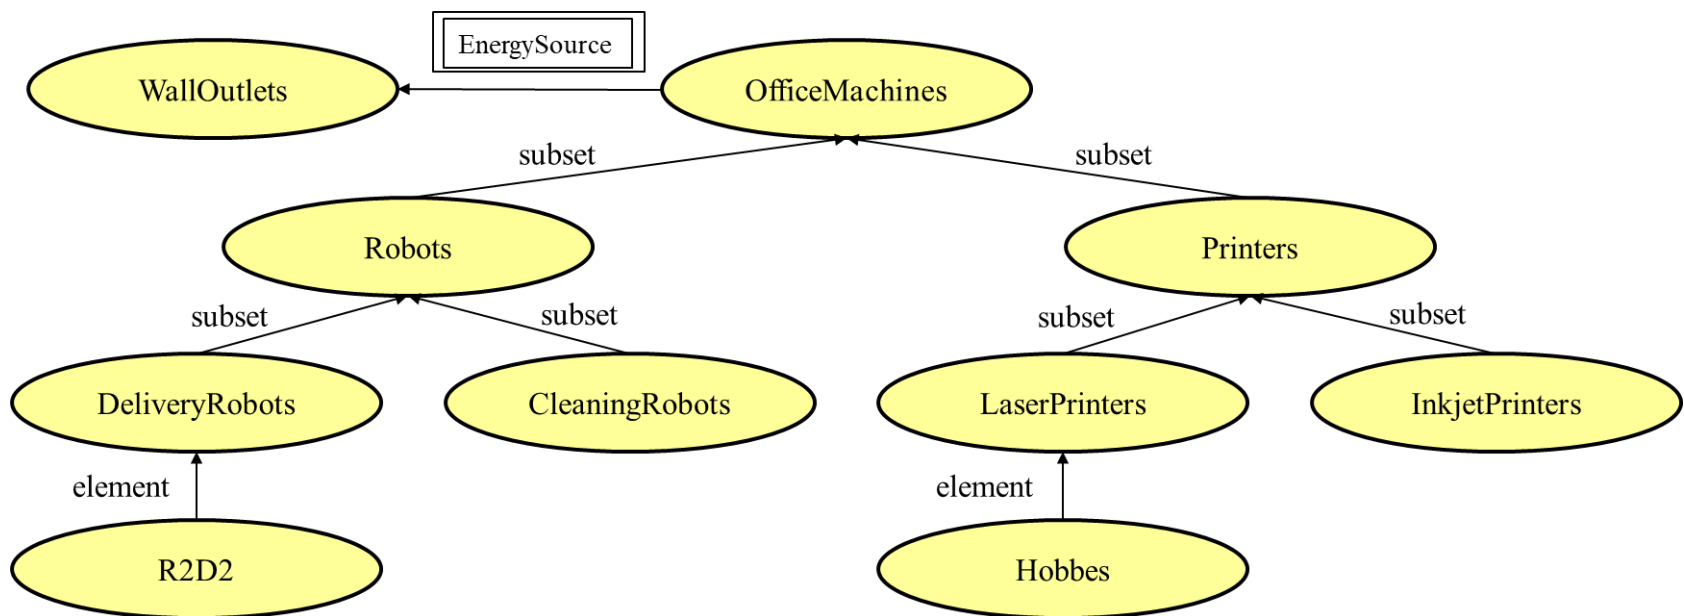 EnergySource
WallOutlets
OfficeMachines
subset
subset
Robots
Printers
subset
subset
subset
subset
DeliveryRobots
CleaningRobots
LaserPrinters
InkjetPrinters
element
element
R2D2
Hobbes